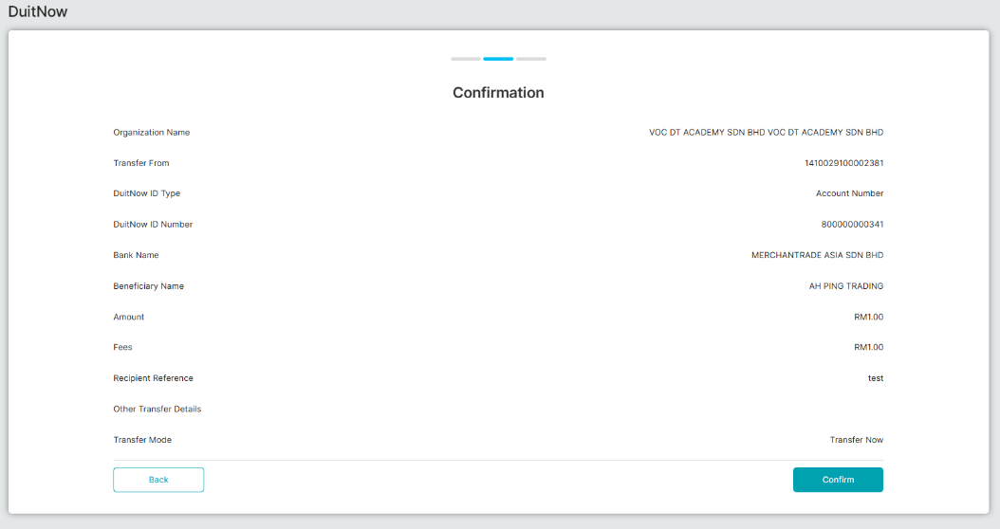 DuitNow
Confirmation
Organization Name VOC DT ACADEMY SDN BHD VOC DT ACADEMY SDN BHD
Transfer From 1410029100002381
DuitNow ID Type Account Number
DuitNow ID Number 800000000341
Bank Name MERCHANTRADE ASIA SDN BHD
Beneficiary Name AH PING TRADING
Amount RM1.00
Fees RM1.00
Recipient Reference test
Other Transfer Details
Transfer Mode Transfer Now
Back Confirm